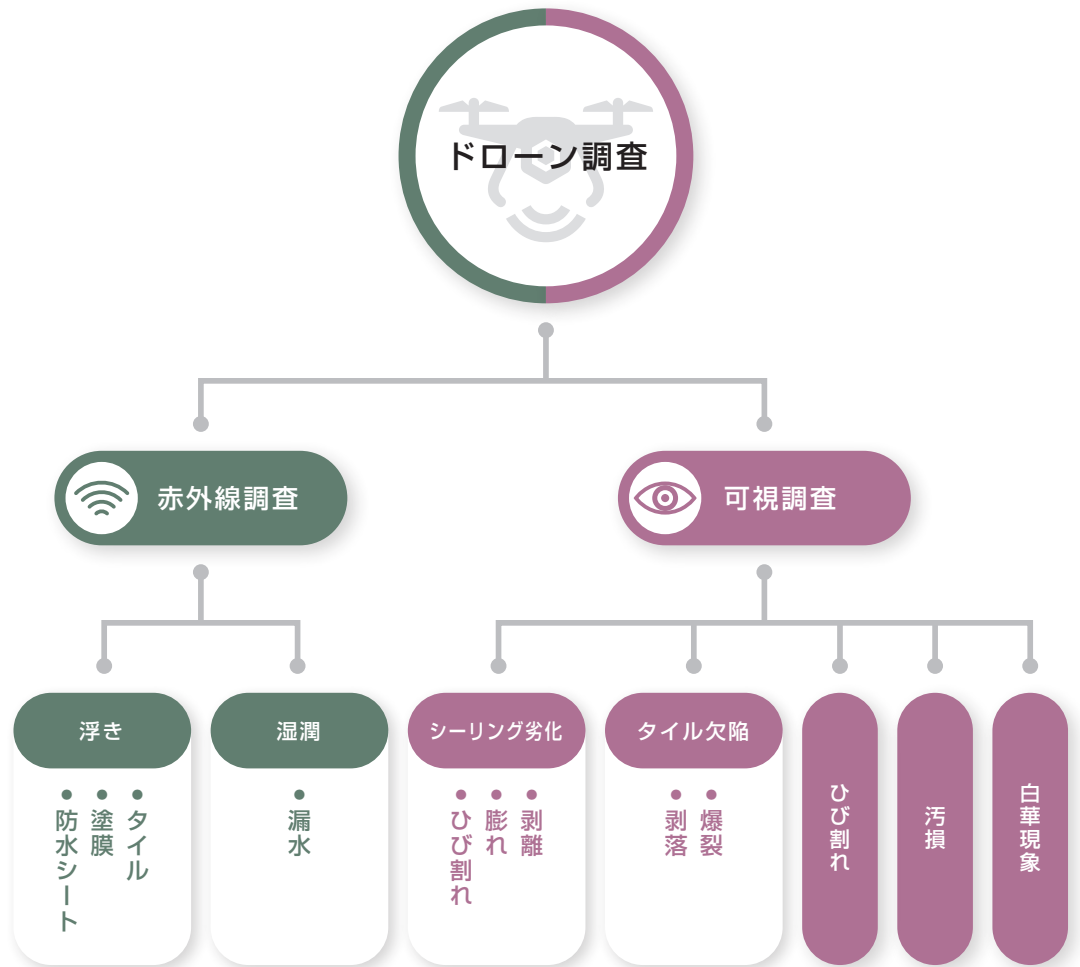 ドローン調査
赤外線調査
可視調査
浮き
• タイル
• 塗膜
• 防水シート
湿潤
• 漏水
シーリング劣化
• 剥離
• 膨れ
• ひび割れ
タイル欠陥
• 爆裂
• 剥落
ひび割れ
汚損
白華現象